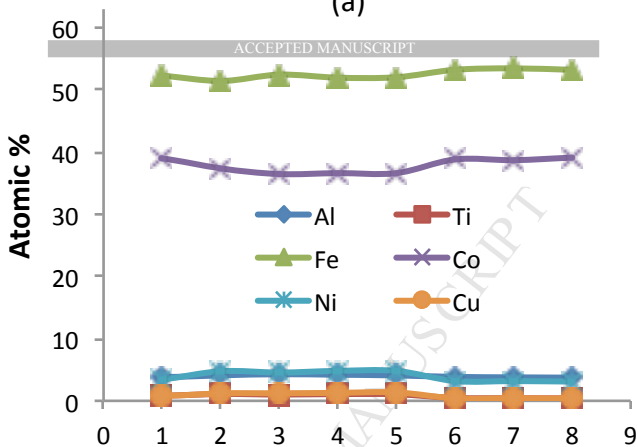 (a)
60
ACCEPTED MANUSCRIPT
50
40
30
20
10
0
Atomic %
Al
Ti
Fe
Co
Ni
Cu
MANUSCRIPT
0 1 2 3 4 5 6 7 8 9